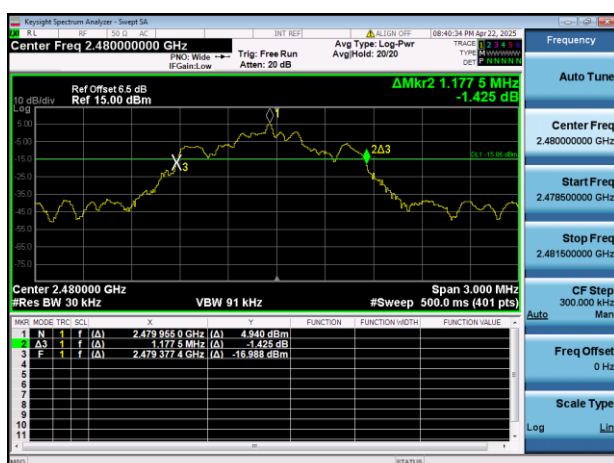 Keysight Spectrum Analyzer - Swept SA
RL RF 50 Ω AC INT REF ALIGN OFF 08:40:34 PM Apr 22, 2025
Center Freq 2.480000000 GHz
PNO: Wide
IFGain:Low
Trig: Free Run
Atten: 20 dB
Avg Type: Log-Pwr
Avg|Hold: 20/20
TRACE 1 2 3 4 5 6
TYPE M WWWWW
DET P N N N N N
Ref Offset 6.5 dB
Ref 15.00 dBm
10 dB/div
Log
ΔMkr2 1.177 5 MHz
-1.425 dB
5.00
-5.00
-15.0
-25.0
-35.0
-45.0
-55.0
-65.0
-75.0
1
2Δ3
3
DL1 -15.06 dBm
Center 2.480000 GHz
#Res BW 30 kHz
VBW 91 kHz
Span 3.000 MHz
#Sweep 500.0 ms (401 pts)
MKR MODE TRC SCL X Y FUNCTION FUNCTION WIDTH FUNCTION VALUE
1 N 1 f (Δ) 2.479 955 0 GHz (Δ) 4.940 dBm
2 Δ3 1 f (Δ) 1.177 5 MHz (Δ) -1.425 dB
3 F 1 f (Δ) 2.479 377 4 GHz (Δ) -16.988 dBm
4
5
6
7
8
9
10
11
MSG STATUS
Frequency
Auto Tune
Center Freq
2.480000000 GHz
Start Freq
2.478500000 GHz
Stop Freq
2.481500000 GHz
CF Step
300.000 kHz
Auto Man
Freq Offset
0 Hz
Scale Type
Log Lin